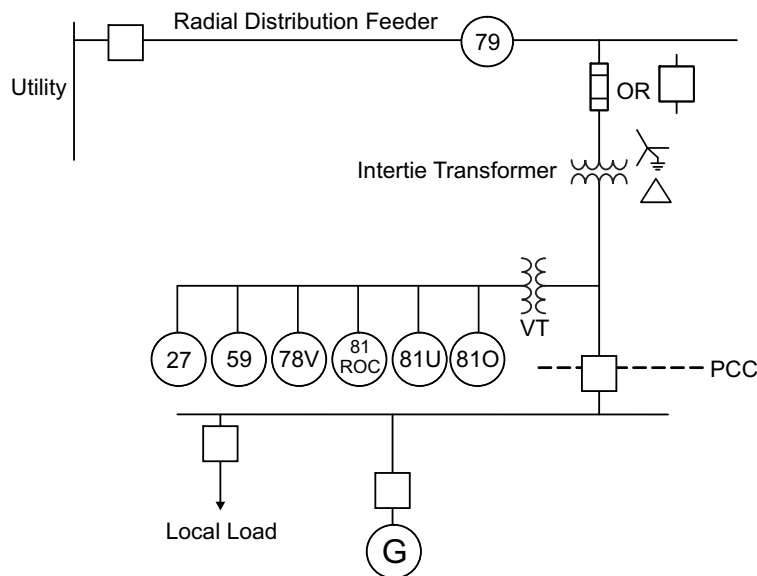 Radial Distribution Feeder
79
Utility
OR
Intertie Transformer
VT
27
59
78V
81
ROC
81U
81O
PCC
Local Load
G